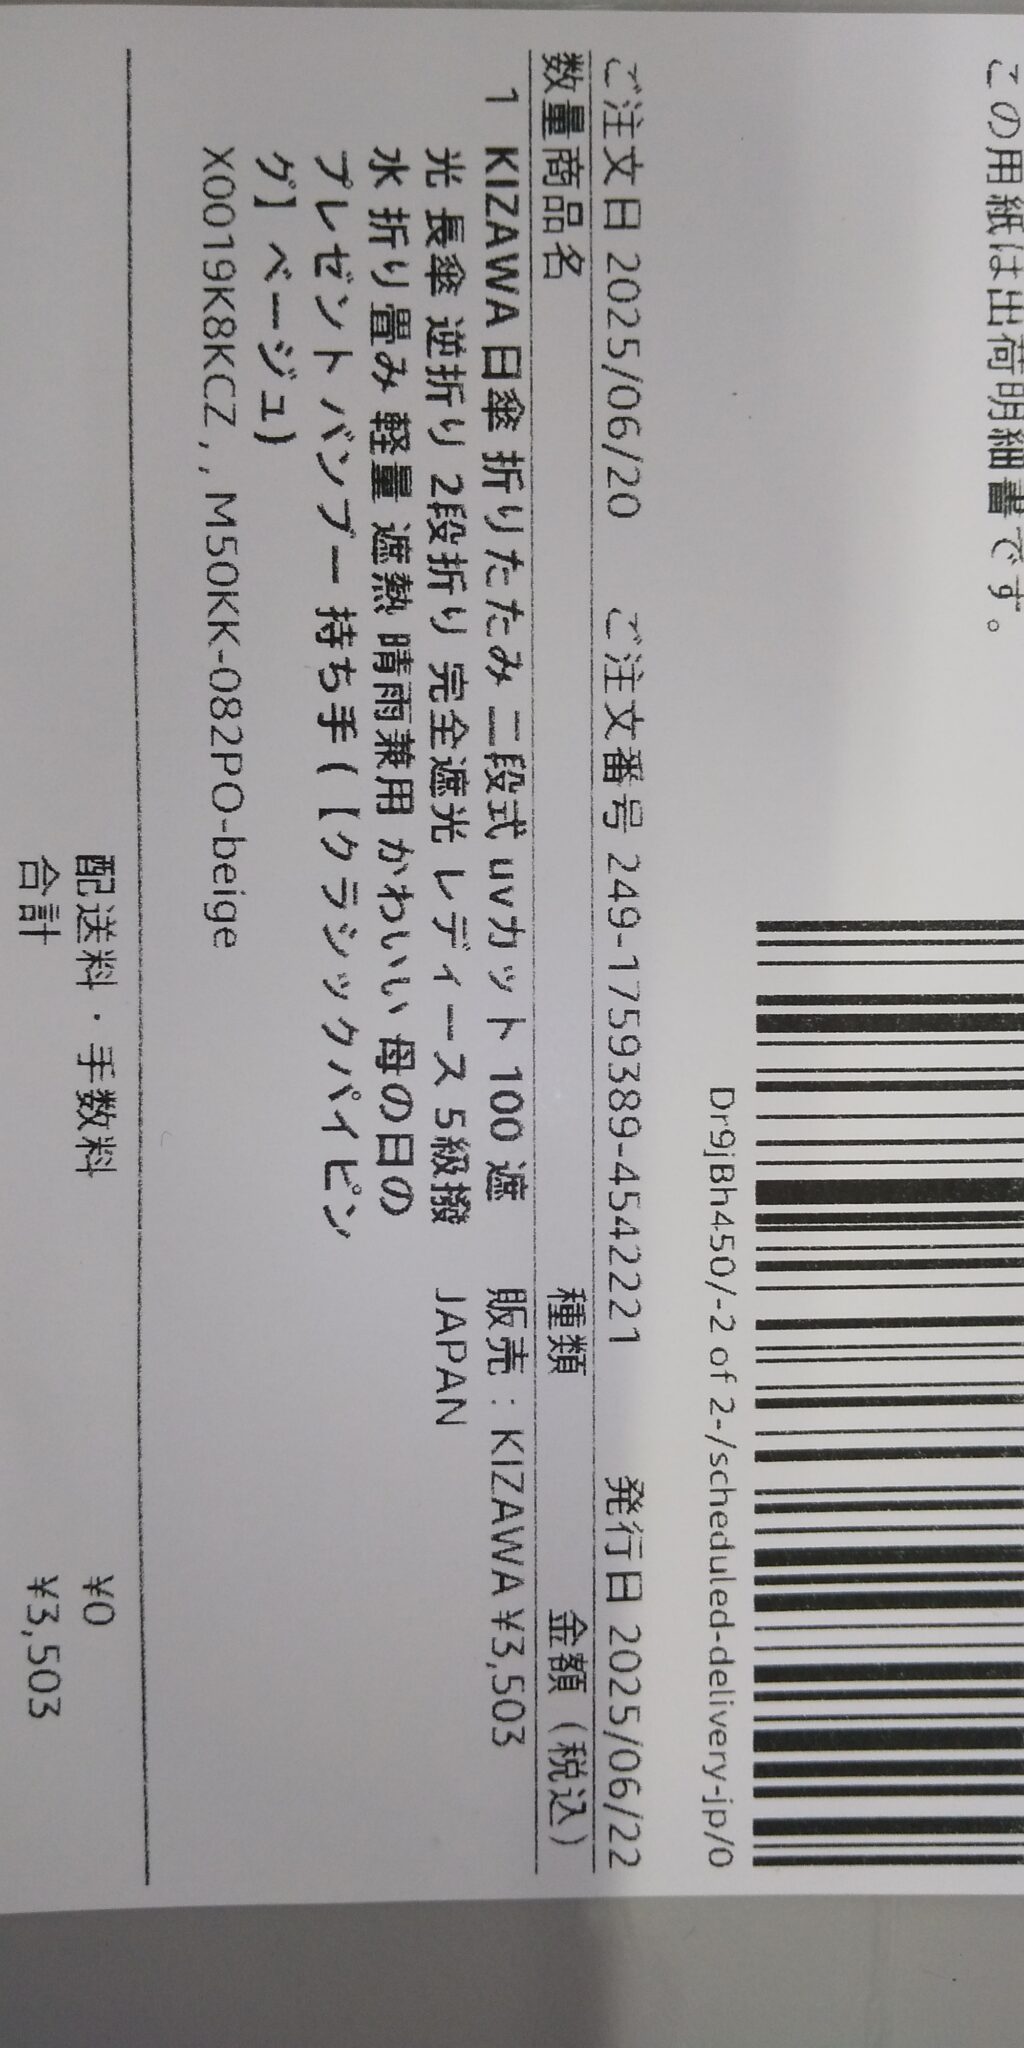 この用紙は出荷明細書です。
Dr9jBh450/-2 of 2-/scheduled-delivery-jp/0
ご注文日 2025/06/20 ご注文番号 249-1759389-4542221 発行日 2025/06/22
数量 商品名 種類 金額（税込）
1 KIZAWA 日傘 折りたたみ 二段式 uvカット 100 遮 販売：KIZAWA ¥3,503
光 長傘 逆折り 2段折り 完全遮光 レディース 5級撥 JAPAN
水 折り畳み 軽量 遮熱 晴雨兼用 かわいい 母の日の
プレゼント バンブー 持ち手 (【クラシックパイピン
グ】ベージュ)
X0019K8KCZ, , M50KK-082PO-beige
配送料・手数料 ¥0
合計 ¥3,503